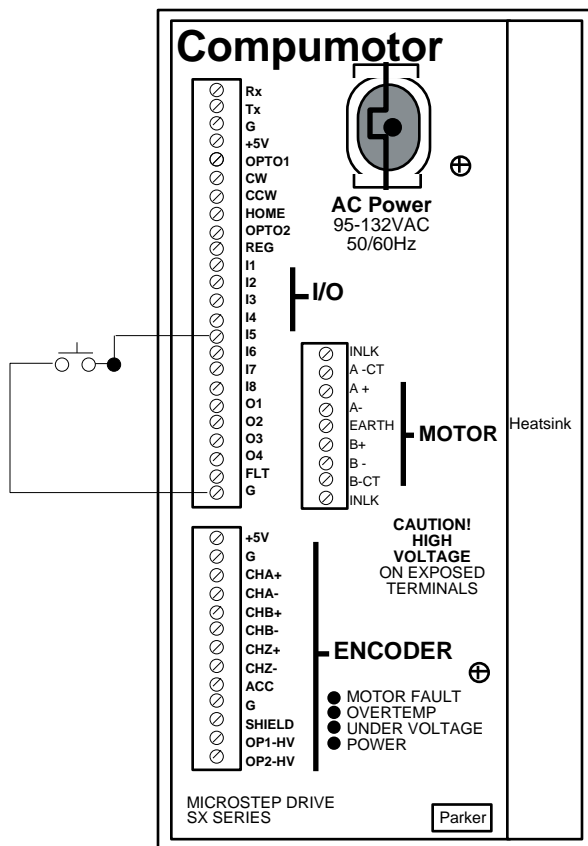 Compumotor
Rx
Tx
G
+5V
OPTO1
CW
CCW
HOME
OPTO2
REG
I1
I2
I3
I4
I5
I6
I7
I8
O1
O2
O3
O4
FLT
G
I/O
AC Power
95-132VAC
50/60Hz
INLK
A -CT
A +
A-
EARTH
B+
B -
B-CT
INLK
MOTOR
Heatsink
CAUTION!
HIGH
VOLTAGE
ON EXPOSED
TERMINALS
+5V
G
CHA+
CHA-
CHB+
CHB-
CHZ+
CHZ-
ACC
G
SHIELD
OP1-HV
OP2-HV
ENCODER
MOTOR FAULT
OVERTEMP
UNDER VOLTAGE
POWER
MICROSTEP DRIVE
SX SERIES
Parker